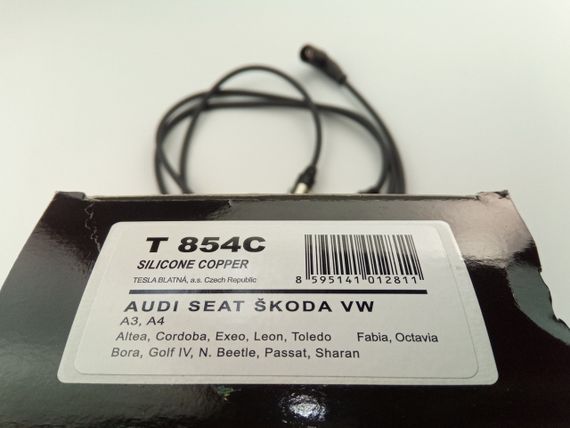 T 854C
SILICONE COPPER
TESLA BLATNÁ, a.s. Czech Republic
8 595141 012811
AUDI SEAT ŠKODA VW
A3, A4
Altea, Cordoba, Exeo, Leon, Toledo Fabia, Octavia
Bora, Golf IV, N. Beetle, Passat, Sharan